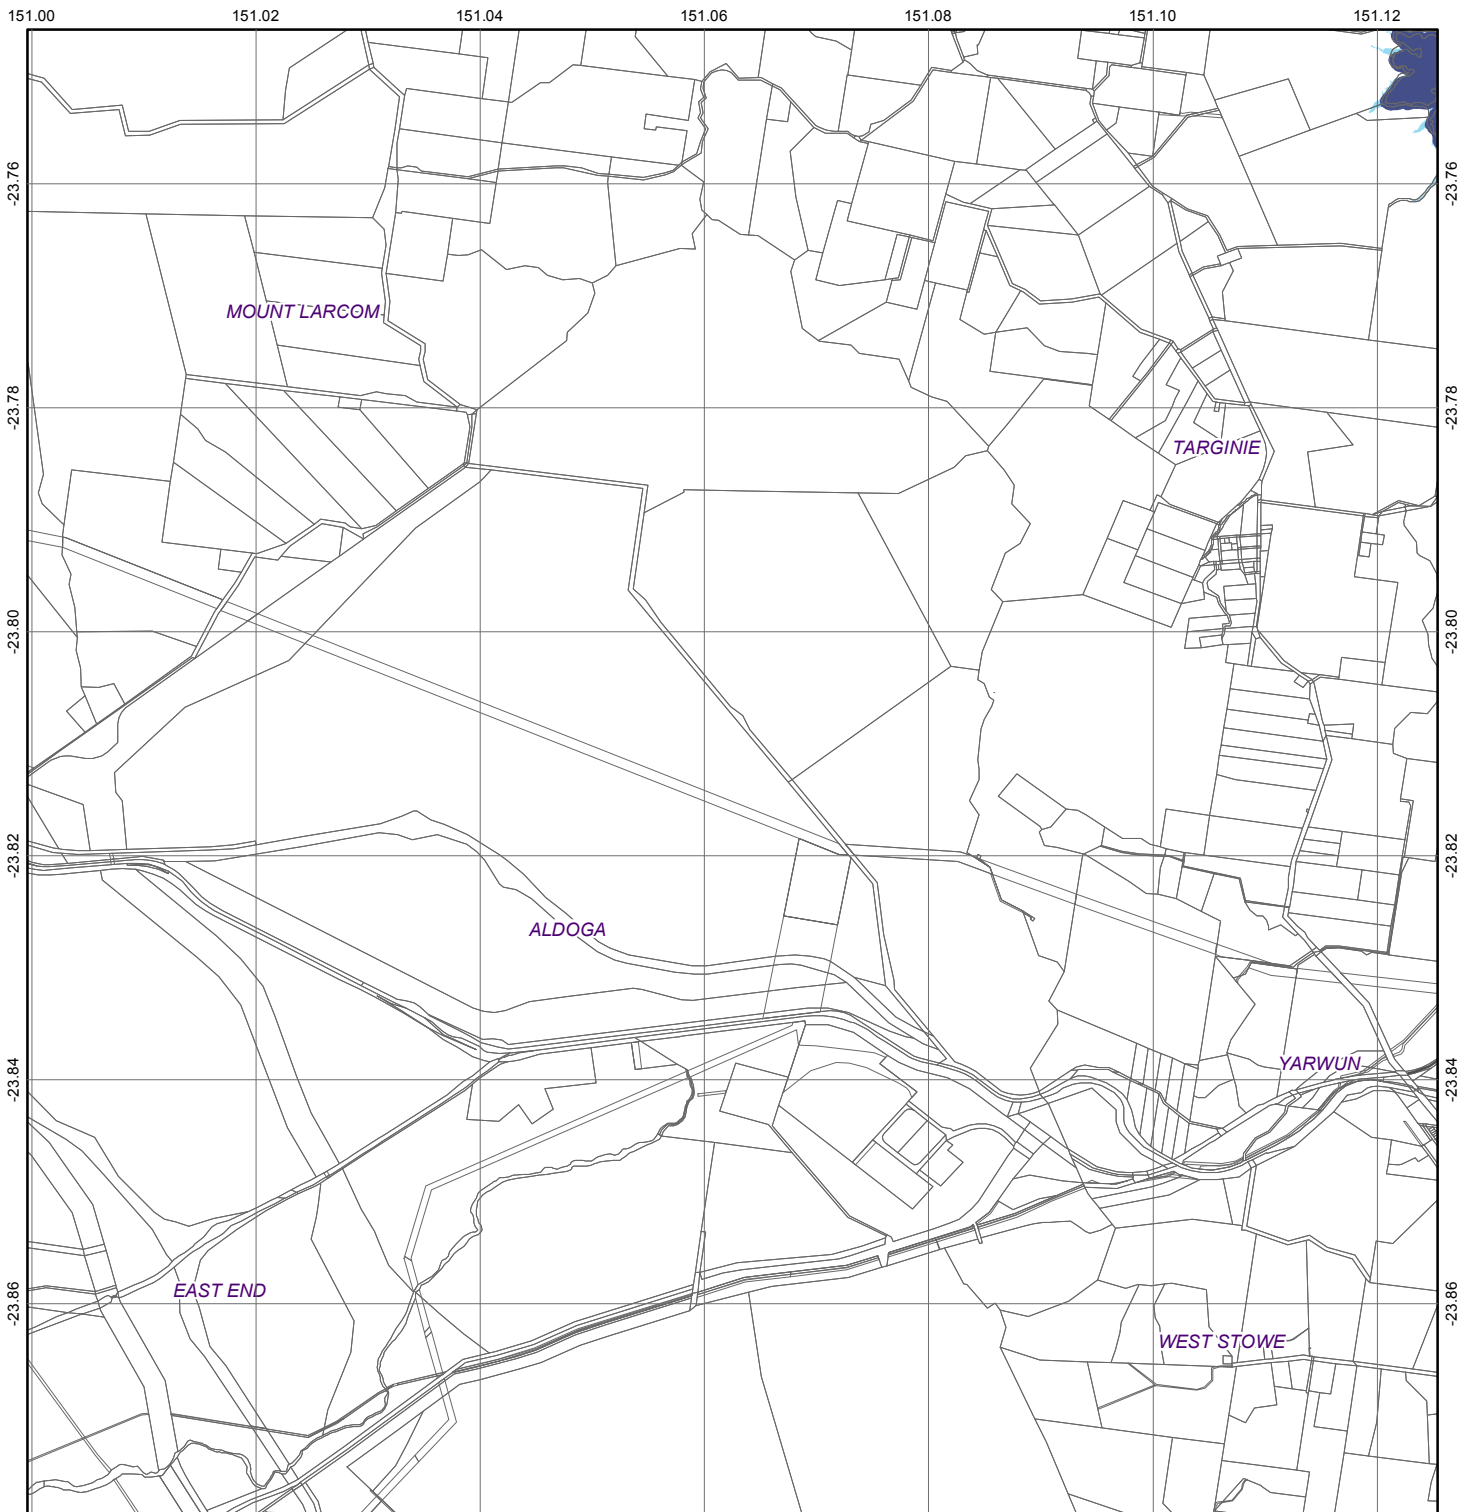 151.00 151.02 151.04 151.06 151.08 151.10 151.12
-23.76 -23.76
MOUNT LARCOM
-23.78 -23.78
TARGINIE
-23.80 -23.80
-23.82 -23.82
ALDOGA
YARWUN
-23.84 -23.84
EAST END
-23.86 -23.86
WEST STOWE